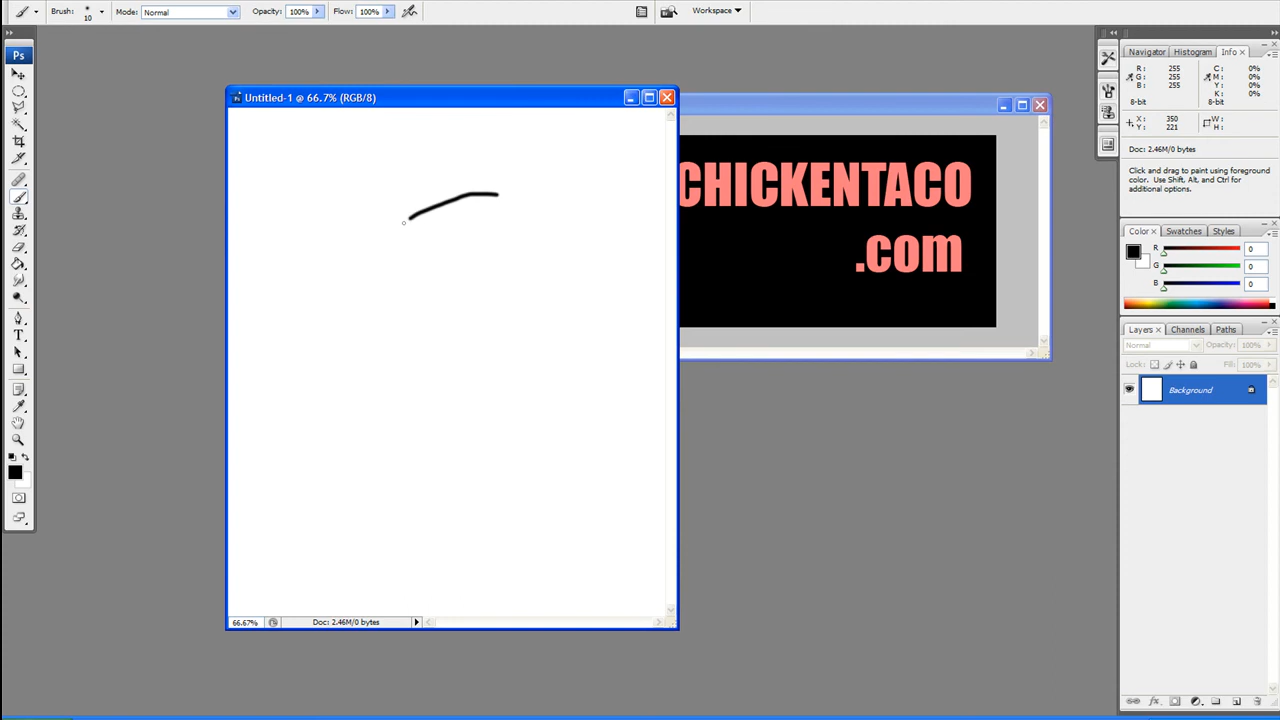 Brush: 10 Mode: Normal Opacity: 100% Flow: 100% Workspace
Ps
Untitled-1 @ 66.7% (RGB/8)
CHICKENTACO
.com
66.67% Doc: 2.46M/0 bytes
Navigator Histogram Info
R: 255 C: 0%
G: 255 M: 0%
B: 255 Y: 0%
K: 0%
8-bit 8-bit
X: 350 W:
Y: 221 H:
Doc: 2.46M/0 bytes
Click and drag to paint using foreground
color. Use Shift, Alt, and Ctrl for
additional options.
Color Swatches Styles
R 0
G 0
B 0
Layers Channels Paths
Normal Opacity: 100%
Lock: Fill: 100%
Background